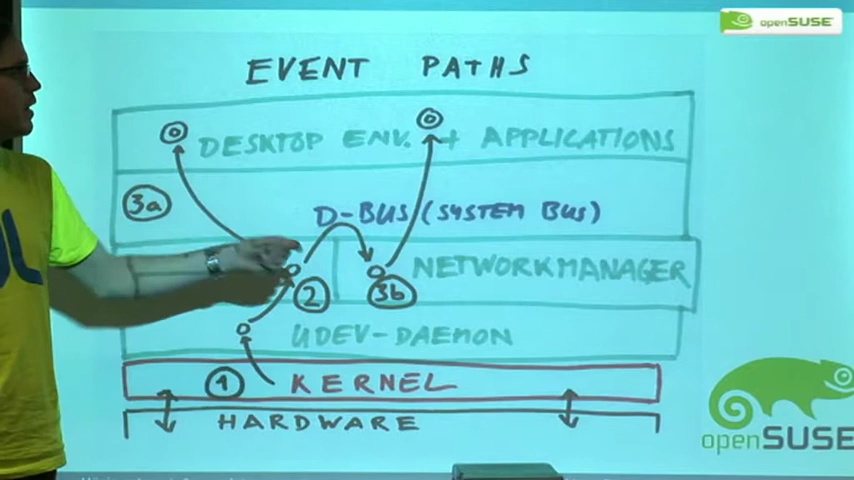 openSUSE
EVENT PATHS
DESKTOP ENV. + APPLICATIONS
3a
D-BUS (SYSTEM BUS)
NETWORKMANAGER
2
3b
UDEV-DAEMON
1
KERNEL
HARDWARE
openSUSE